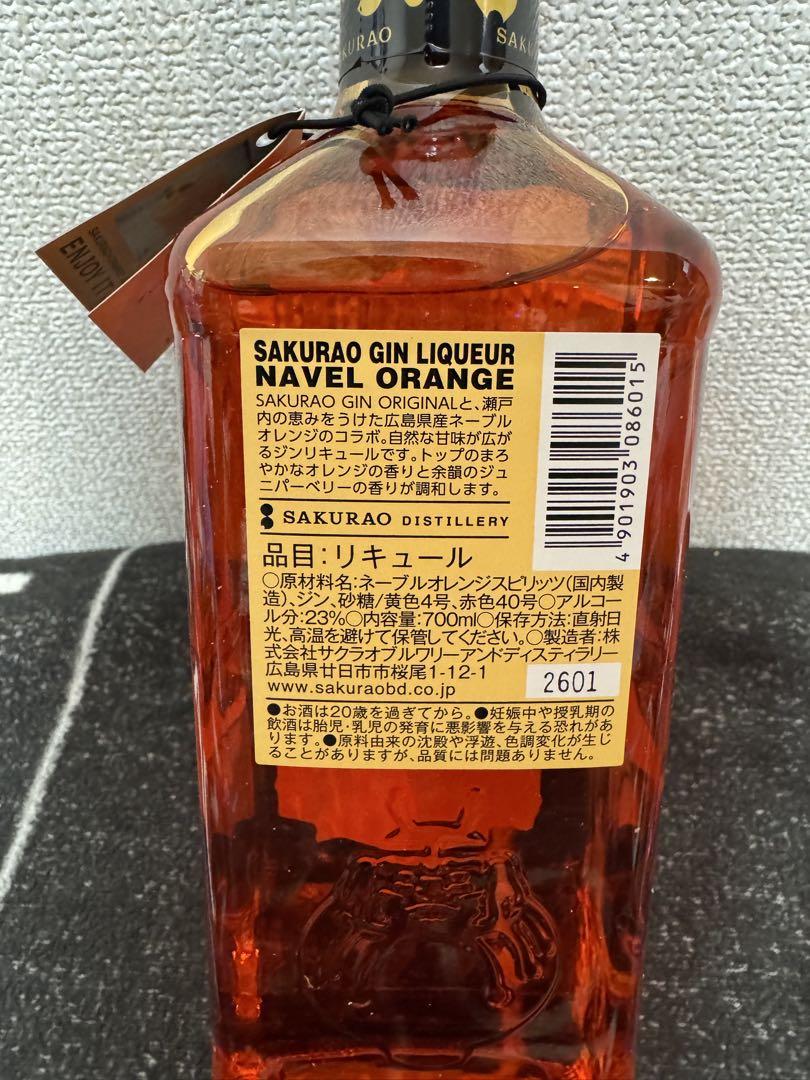 KURAO
SAKU
ENJOY IT
SAKURAO GIN LIQUEUR
NAVEL ORANGE
SAKURAO GIN ORIGINALと、瀬戸
内の恵みをうけた広島県産ネーブル
オレンジのコラボ。自然な甘味が広が
るジンリキュールです。トップのまろ
やかなオレンジの香りと余韻のジュ
ニパーベリーの香りが調和します。
SAKURAO DISTILLERY
4 901903 086015
品目:リキュール
○原材料名:ネーブルオレンジスピリッツ(国内製
造)、ジン、砂糖/黄色4号、赤色40号○アルコー
ル分:23%○内容量:700ml○保存方法:直射日
光、高温を避けて保管してください。○製造者:株
式会社サクラオブルワリーアンドディスティラリー
広島県廿日市市桜尾1-12-1
www.sakuraobd.co.jp
2601
●お酒は20歳を過ぎてから。●妊娠中や授乳期の
飲酒は胎児・乳児の発育に悪影響を与える恐れがあ
ります。●原料由来の沈殿や浮遊、色調変化が生じ
ることがありますが、品質には問題ありません。